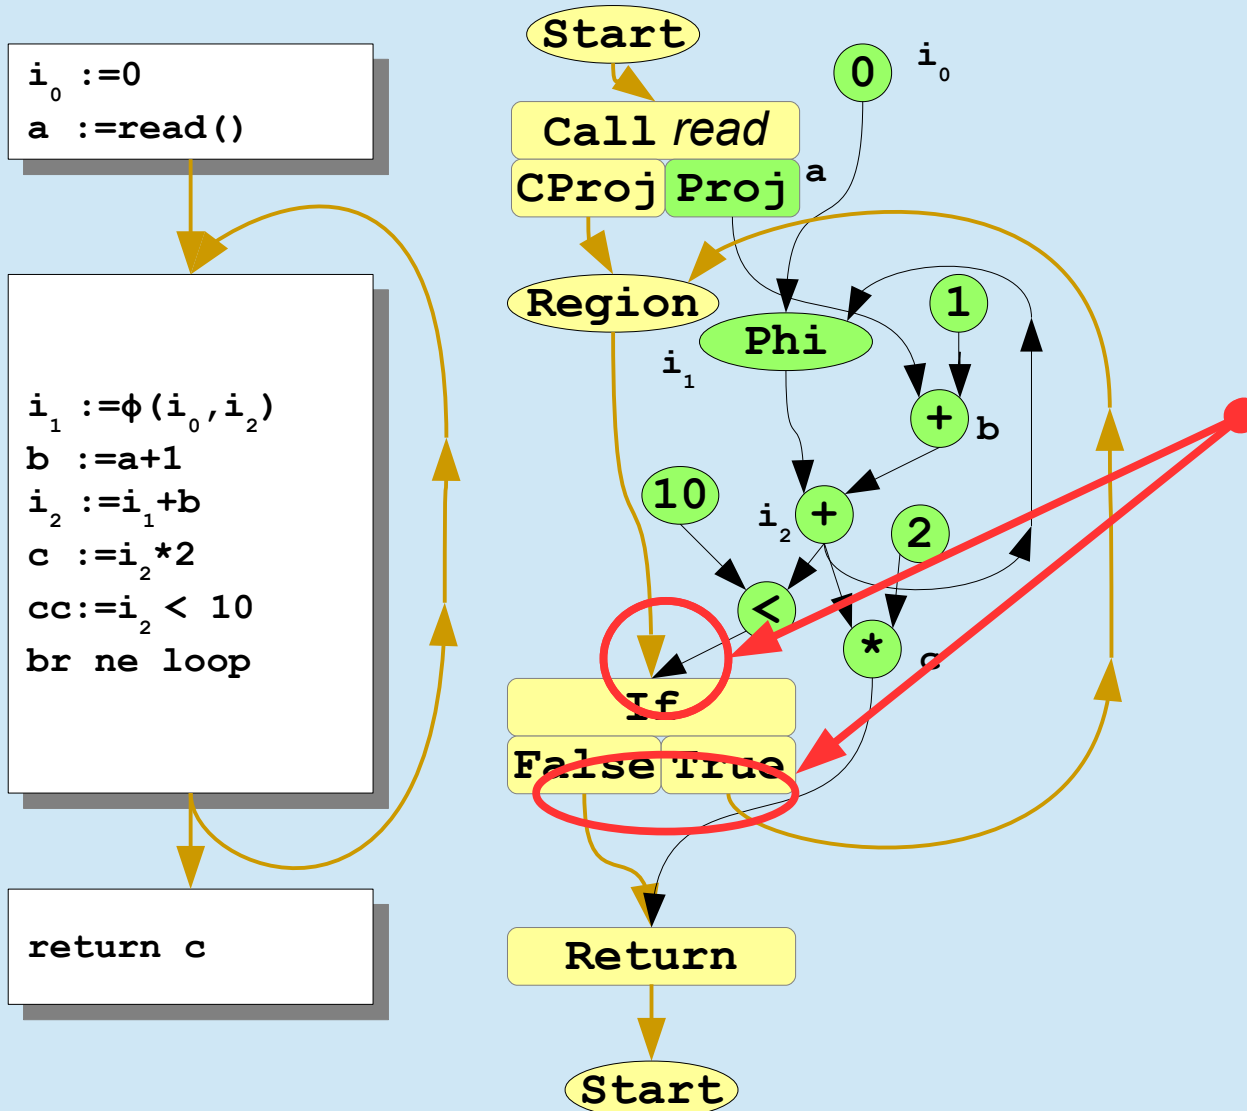 i0 :=0
a :=read()
i1 :=ϕ(i0,i2)
b :=a+1
i2 :=i1+b
c :=i2*2
cc:=i2 < 10
br ne loop
return c
Start
0
i0
Call read
CProj
Proj
a
Region
Phi
i1
1
+
b
10
i2
+
2
<
*
c
If
False
True
Return
Start